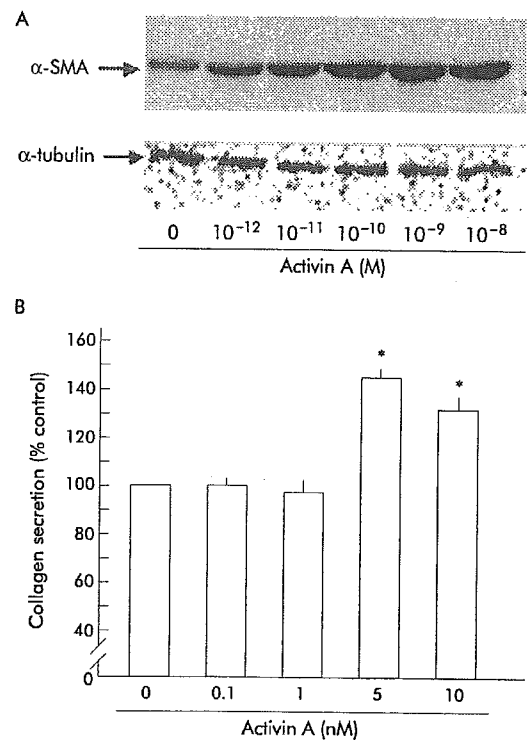 A
α-SMA
α-tubulin
0 10⁻¹² 10⁻¹¹ 10⁻¹⁰ 10⁻⁹ 10⁻⁸
Activin A (M)
B
Collagen secretion (% control)
160
140
120
100
80
60
40
0
* *
0 0.1 1 5 10
Activin A (nM)